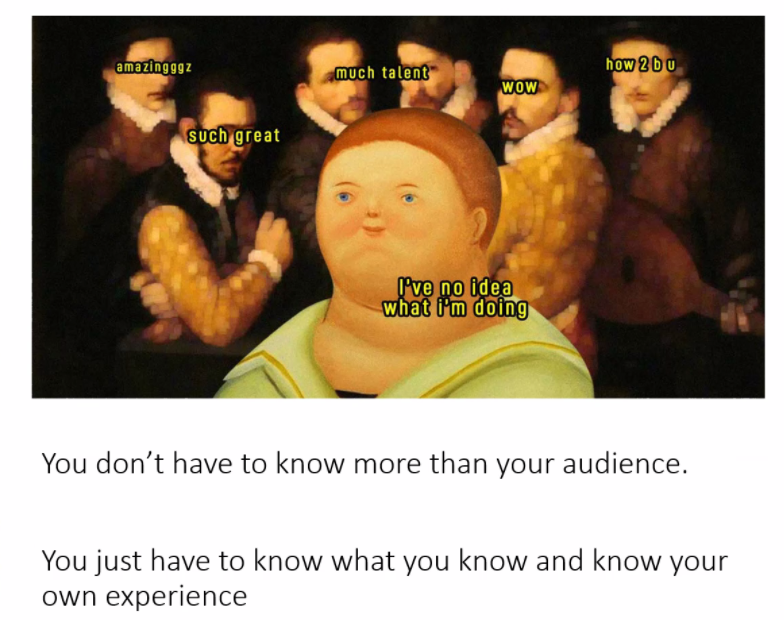 amazingggz
much talent
how 2 b u
wow
such great
I've no idea
what i'm doing
You don’t have to know more than your audience.
You just have to know what you know and know your
own experience